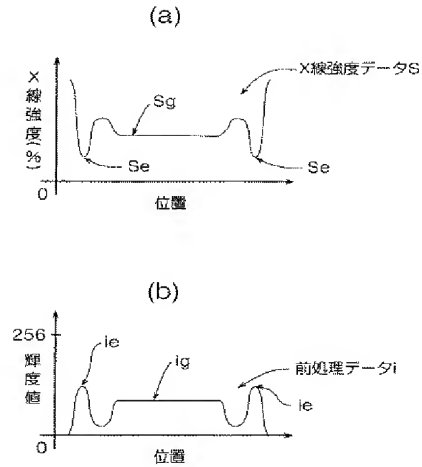 (a)
X線強度(%)
X線強度データS
Sg
Se
Se
0
位置
(b)
256
輝度値
ie
ig
前処理データi
ie
0
位置